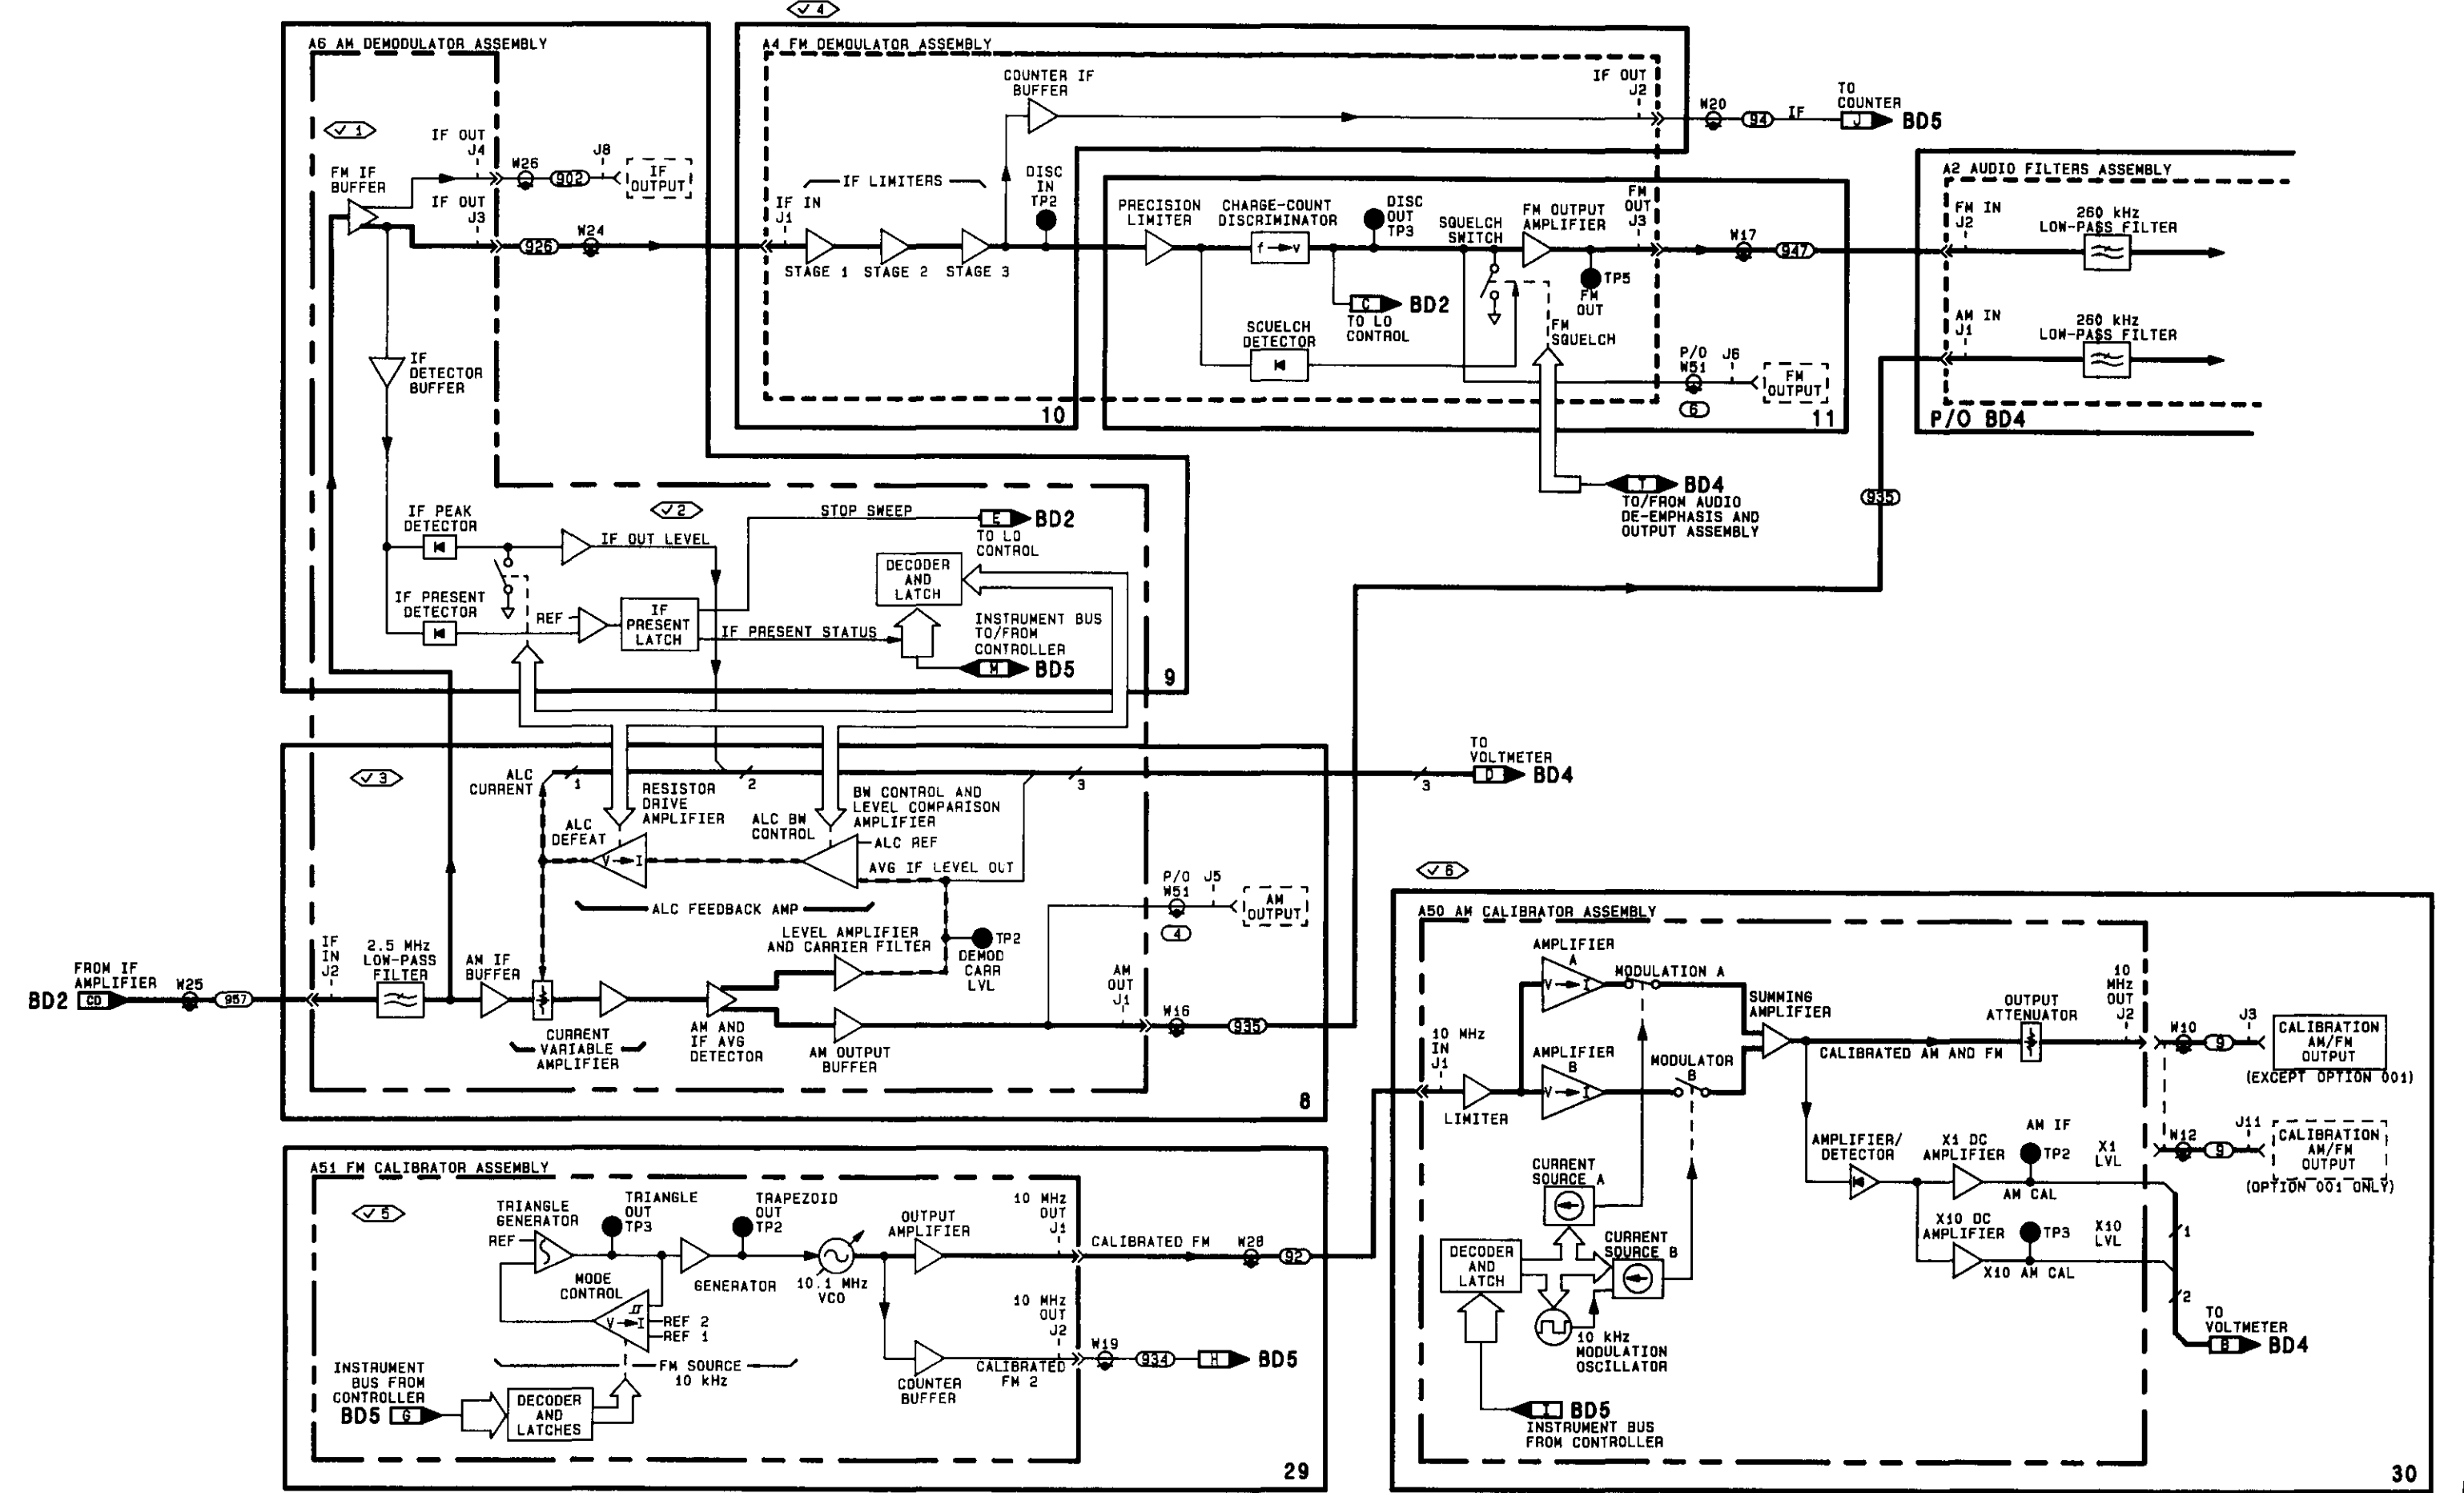 ✓ 4
A6 AM DEMODULATOR ASSEMBLY
A4 FM DEMOULATOR ASSEMBLY
✓ 1
FM IF
BUFFER
IF OUT
J4
W26
902
J8
IF
OUTPUT
IF OUT
J3
926
W24
IF
DETECTOR
BUFFER
COUNTER IF
BUFFER
IF OUT
J2
W20
94
IF
TO
COUNTER
J
BD5
IF LIMITERS
IF IN
J1
STAGE 1
STAGE 2
STAGE 3
DISC
IN
TP2
10
PRECISION
LIMITER
CHARGE-COUNT
DISCRIMINATOR
f→v
DISC
OUT
TP3
SQUELCH
SWITCH
FM OUTPUT
AMPLIFIER
FM
OUT
J3
W17
947
C
BD2
TO LO
CONTROL
TP5
FM
OUT
SCUELCH
DETECTOR
FM
SQUELCH
P/O
W51
J6
FM
OUTPUT
6
11
A2 AUDIO FILTERS ASSEMBLY
FM IN
J2
260 kHz
LOW-PASS FILTER
AM IN
J1
260 kHz
LOW-PASS FILTER
P/O BD4
T
BD4
TO/FROM AUDIO
DE-EMPHASIS AND
OUTPUT ASSEMBLY
935
IF PEAK
DETECTOR
✓ 2
STOP SWEEP
E
BD2
TO LO
CONTROL
IF OUT LEVEL
DECODER
AND
LATCH
IF PRESENT
DETECTOR
REF
IF
PRESENT
LATCH
IF PRESENT STATUS
INSTRUMENT BUS
TO/FROM
CONTROLLER
M
BD5
9
✓ 3
ALC
CURRENT
1
2
3
3
TO
VOLTMETER
D
BD4
RESISTOR
DRIVE
AMPLIFIER
ALC
DEFEAT
V→I
ALC BW
CONTROL
BW CONTROL AND
LEVEL COMPARISON
AMPLIFIER
ALC REF
AVG IF LEVEL OUT
ALC FEEDBACK AMP
P/O
W51
J5
AM
OUTPUT
4
LEVEL AMPLIFIER
AND CARRIER FILTER
TP2
DEMOD
CARR
LVL
FROM IF
AMPLIFIER
BD2
CD
W25
957
IF
IN
J2
2.5 MHz
LOW-PASS
FILTER
AM IF
BUFFER
CURRENT
VARIABLE
AMPLIFIER
AM AND
IF AVG
DETECTOR
AM OUTPUT
BUFFER
AM
OUT
J1
W16
935
8
✓ 6
A50 AM CALIBRATOR ASSEMBLY
AMPLIFIER
A
V→I
MODULATION A
SUMMING
AMPLIFIER
OUTPUT
ATTENUATOR
10
MHz
OUT
J2
W10
9
J3
CALIBRATION
AM/FM
OUTPUT
(EXCEPT OPTION 001)
10 MHz
IN
J1
LIMITER
AMPLIFIER
B
V→I
MODULATOR
B
CALIBRATED AM AND FM
W12
9
J11
CALIBRATION
AM/FM
OUTPUT
(OPTION 001 ONLY)
AMPLIFIER/
DETECTOR
X1 DC
AMPLIFIER
AM IF
TP2
X1
LVL
AM CAL
X10 DC
AMPLIFIER
TP3
X10
LVL
X10 AM CAL
1
2
TO
VOLTMETER
B
BD4
CURRENT
SOURCE A
CURRENT
SOURCE B
DECODER
AND
LATCH
10 kHz
MODULATION
OSCILLATOR
I
BD5
INSTRUMENT BUS
FROM CONTROLLER
30
A51 FM CALIBRATOR ASSEMBLY
✓ 5
TRIANGLE
GENERATOR
REF
TRIANGLE
OUT
TP3
TRAPEZOID
OUT
TP2
MODE
CONTROL
GENERATOR
10.1 MHz
VCO
OUTPUT
AMPLIFIER
10 MHz
OUT
J1
CALIBRATED FM
W28
92
V→I
REF 2
REF 1
FM SOURCE
10 kHz
INSTRUMENT
BUS FROM
CONTROLLER
BD5
G
DECODER
AND
LATCHES
COUNTER
BUFFER
10 MHz
OUT
J2
CALIBRATED
FM 2
W19
934
H
BD5
29